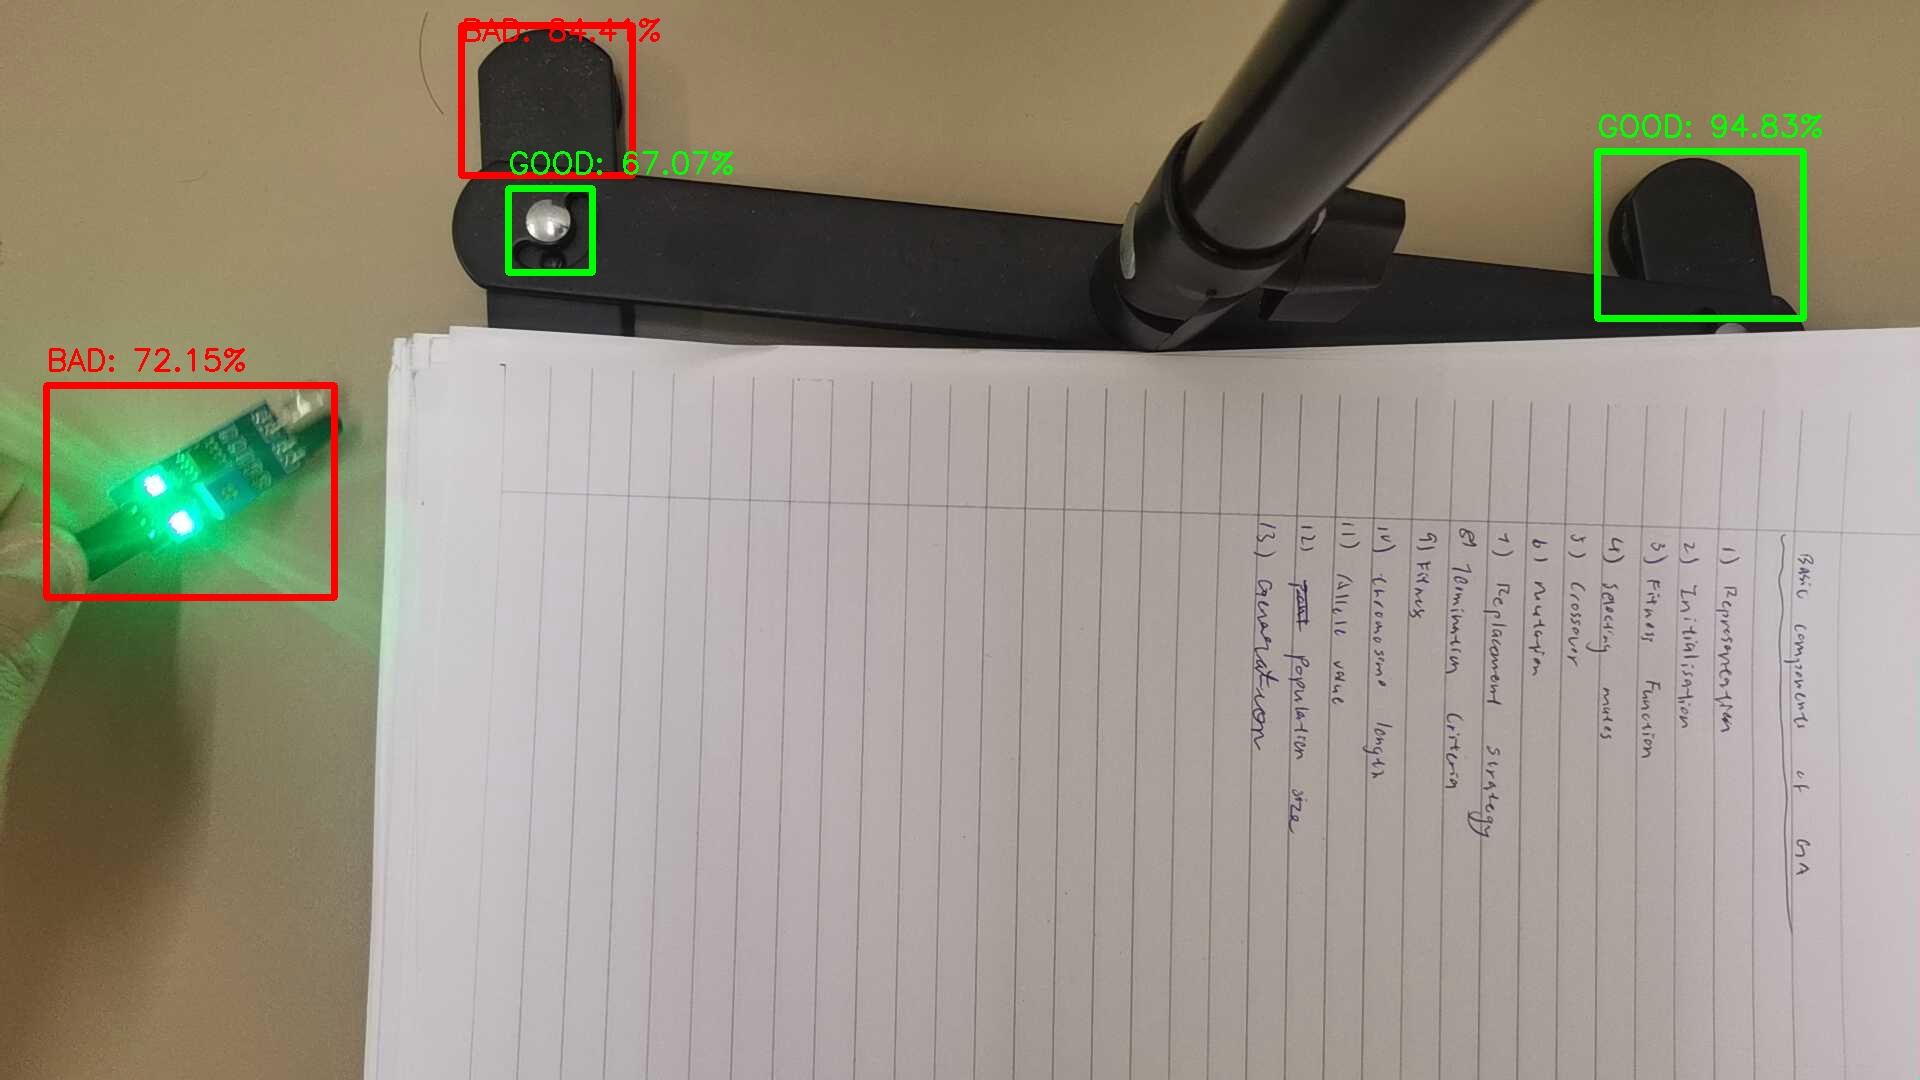 BAD: 84.41%
GOOD: 67.07%
GOOD: 94.83%
BAD: 72.15%
Basic components of GA
1) Representation
2) Initialisation
3) Fitness Function
4) Selecting mates
5) Crossover
6) Mutation
7) Replacement strategy
8) Termination Criteria
9) Fitness
10) Chromosome length
11) Allele value
12) Population size
13) Generation